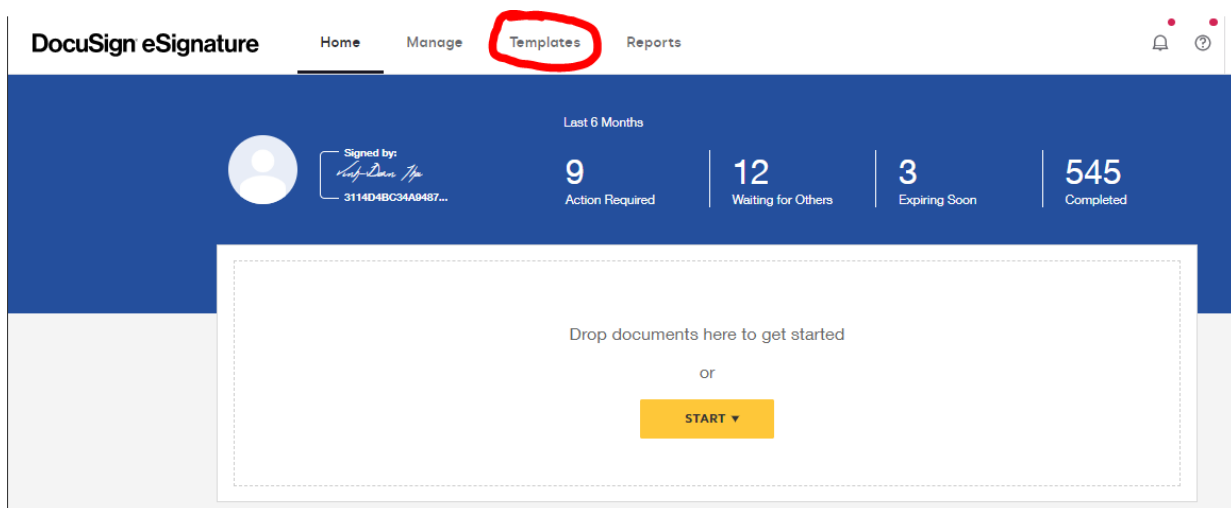 DocuSign eSignature
Home Manage Templates Reports
Last 6 Months
Signed by:
3114D4BC34A9487...
9 12 3 545
Action Required Waiting for Others Expiring Soon Completed
Drop documents here to get started
or
START